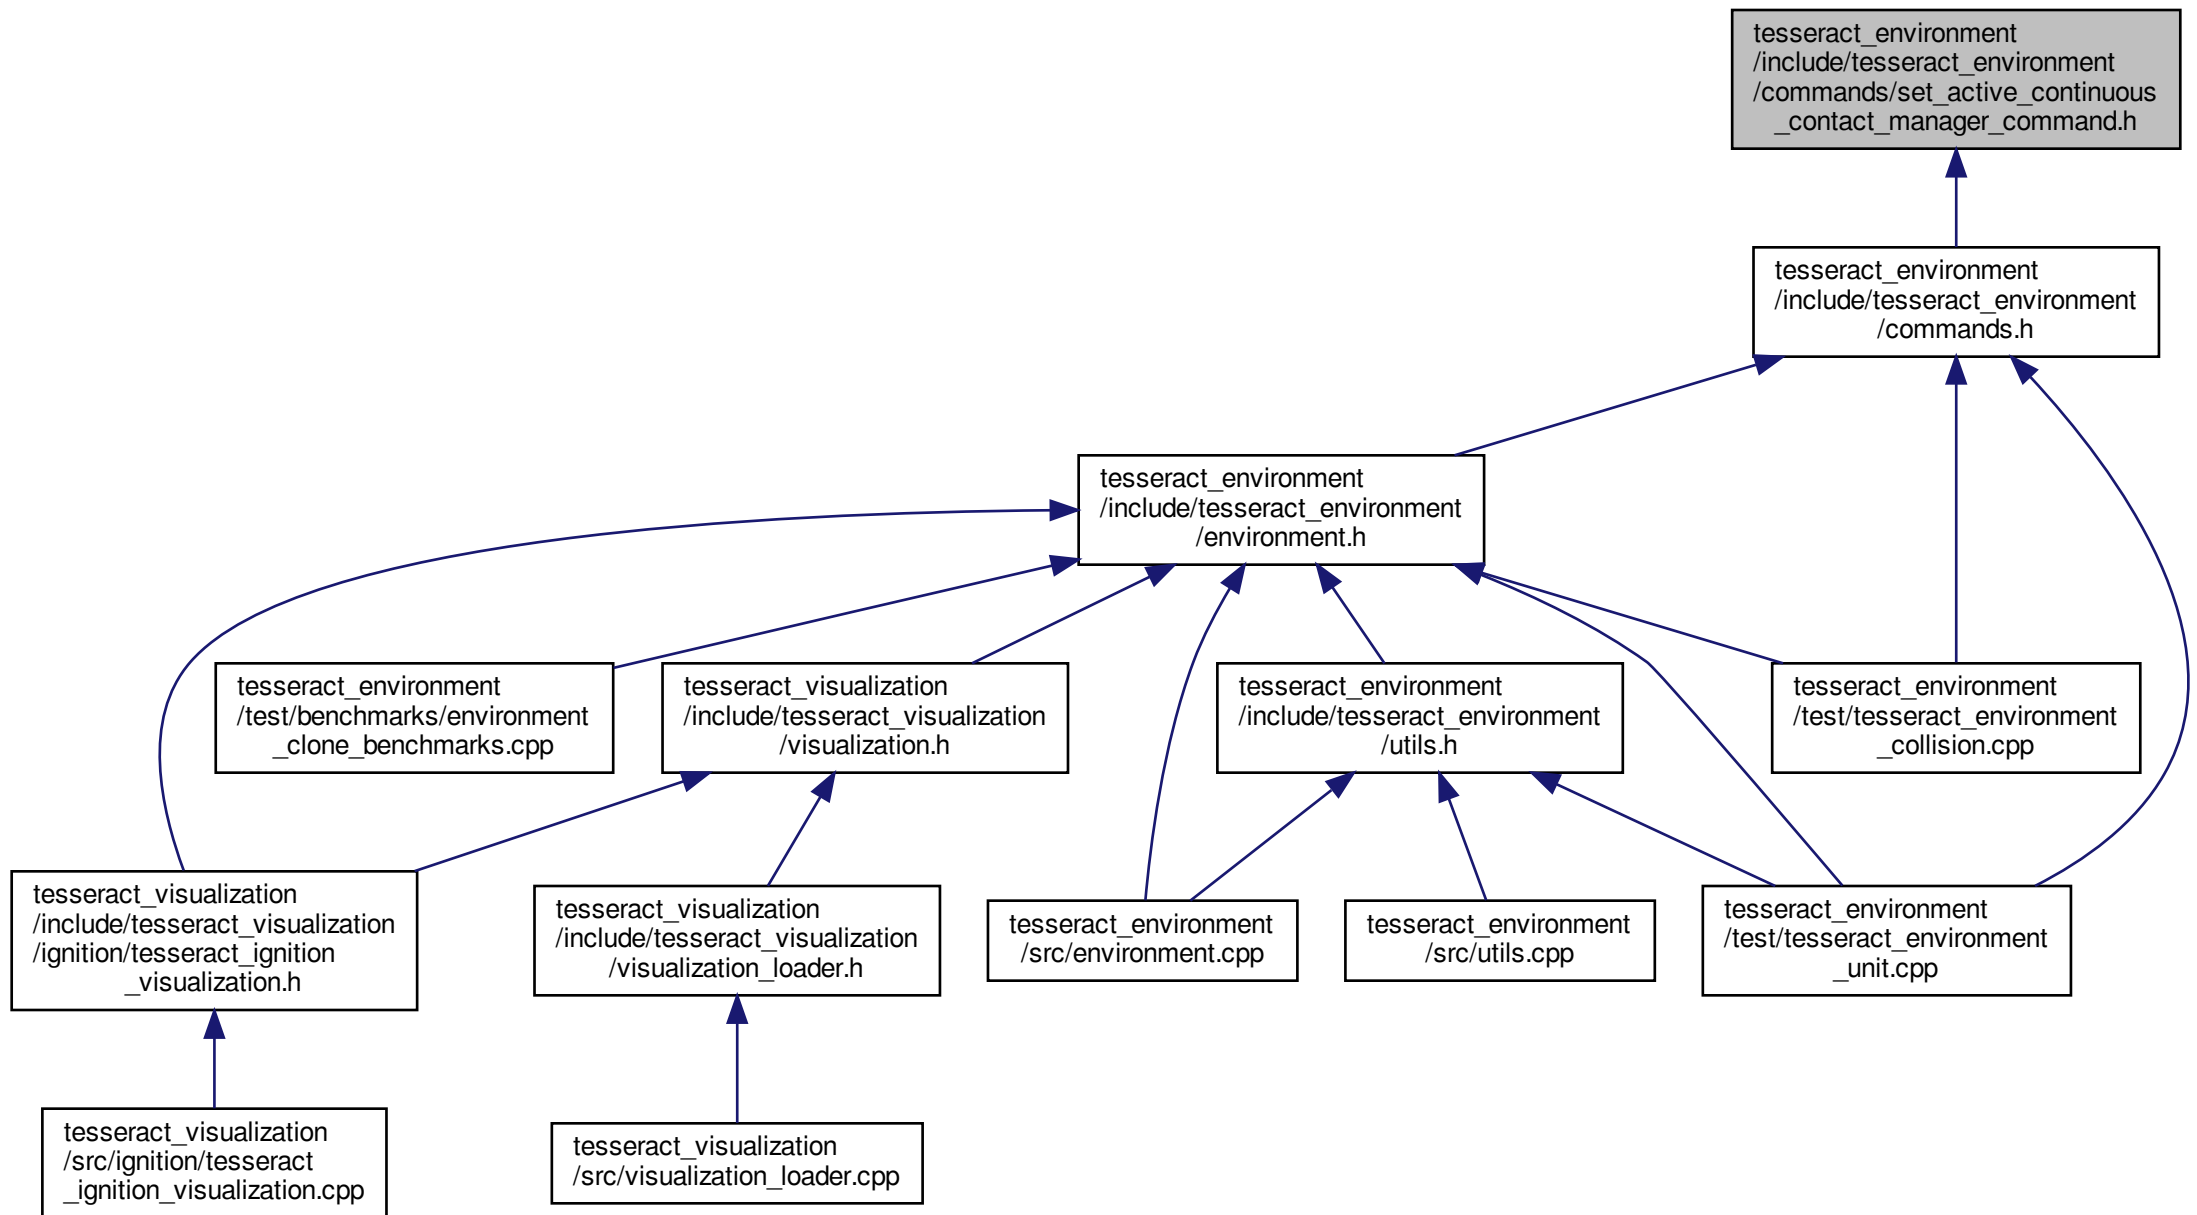 tesseract_environment
/include/tesseract_environment
/commands/set_active_continuous
_contact_manager_command.h
tesseract_environment
/include/tesseract_environment
/commands.h
tesseract_environment
/include/tesseract_environment
/environment.h
tesseract_environment
/test/benchmarks/environment
_clone_benchmarks.cpp
tesseract_visualization
/include/tesseract_visualization
/visualization.h
tesseract_environment
/include/tesseract_environment
/utils.h
tesseract_environment
/test/tesseract_environment
_collision.cpp
tesseract_visualization
/include/tesseract_visualization
/ignition/tesseract_ignition
_visualization.h
tesseract_visualization
/include/tesseract_visualization
/visualization_loader.h
tesseract_environment
/src/environment.cpp
tesseract_environment
/src/utils.cpp
tesseract_environment
/test/tesseract_environment
_unit.cpp
tesseract_visualization
/src/ignition/tesseract
_ignition_visualization.cpp
tesseract_visualization
/src/visualization_loader.cpp